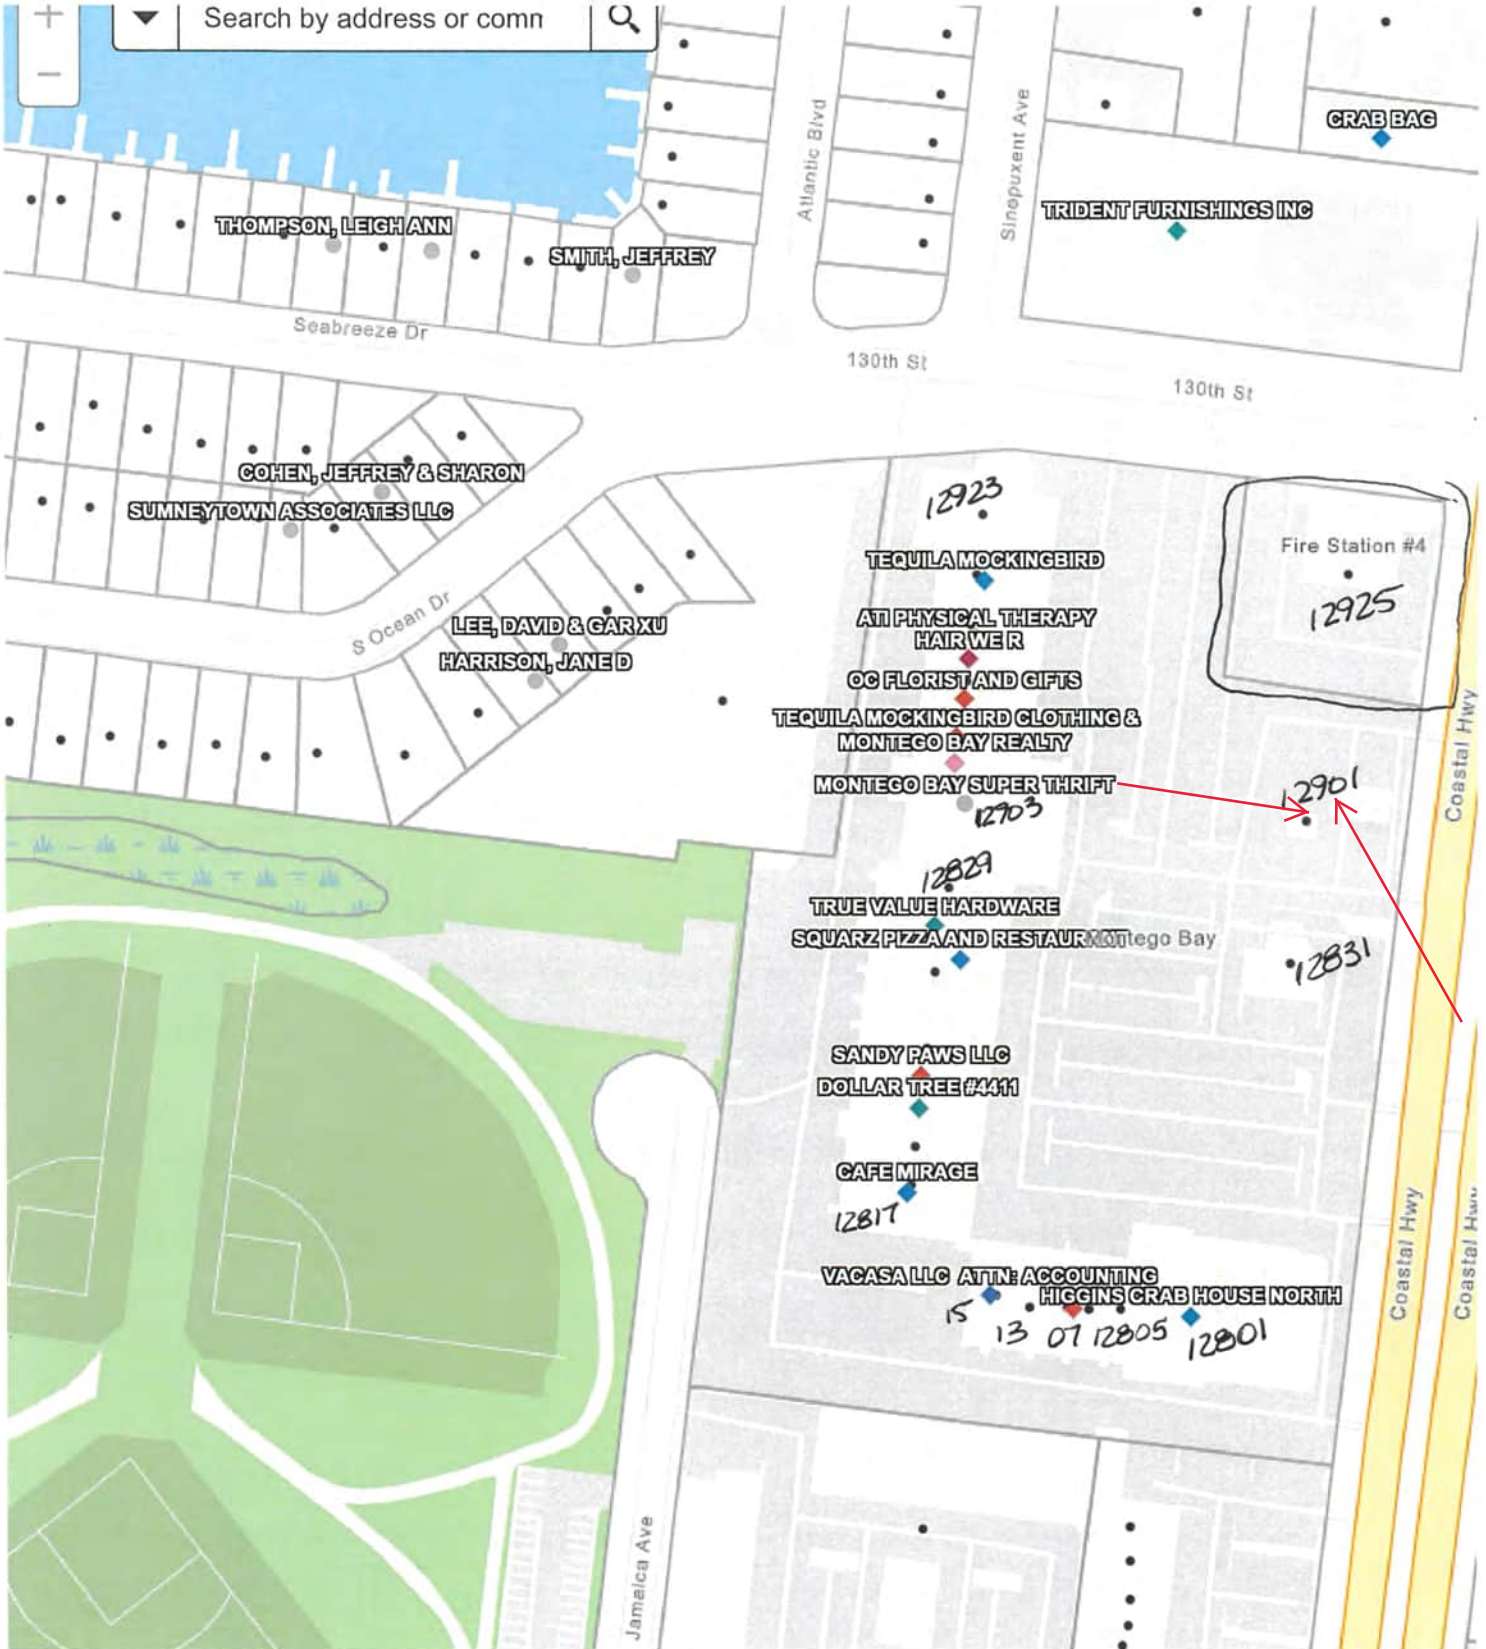 +
−
Search by address or comn
CRAB BAG
TRIDENT FURNISHINGS INC
Atlantic Blvd
Sinepuxent Ave
THOMPSON, LEIGH ANN
SMITH, JEFFREY
Seabreeze Dr
130th St
130th St
COHEN, JEFFREY & SHARON
SUMNEYTOWN ASSOCIATES LLC
12923
Fire Station #4
12925
TEQUILA MOCKINGBIRD
S Ocean Dr
LEE, DAVID & GAR XU
HARRISON, JANE D
ATI PHYSICAL THERAPY
HAIR WE R
OC FLORIST AND GIFTS
TEQUILA MOCKINGBIRD CLOTHING &
MONTEGO BAY REALTY
MONTEGO BAY SUPER THRIFT
12903
12901
Coastal Hwy
12829
TRUE VALUE HARDWARE
SQUARZ PIZZA AND RESTAURANT
Montego Bay
12831
SANDY PAWS LLC
DOLLAR TREE #4411
CAFE MIRAGE
12817
Coastal Hwy
Coastal Hwy
VACASA LLC ATTN: ACCOUNTING
HIGGINS CRAB HOUSE NORTH
15
13
07
12805
12801
Jamaica Ave